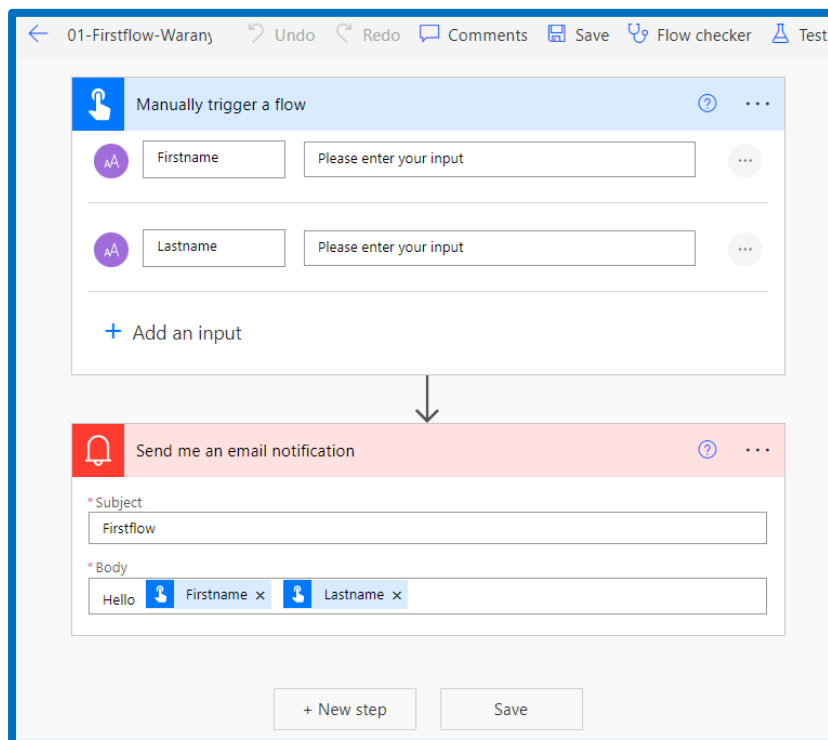 01-Firstflow-Warany Undo Redo Comments Save Flow checker Test
Manually trigger a flow
AA Firstname Please enter your input
AA Lastname Please enter your input
+ Add an input
Send me an email notification
* Subject
Firstflow
* Body
Hello Firstname × Lastname ×
+ New step Save